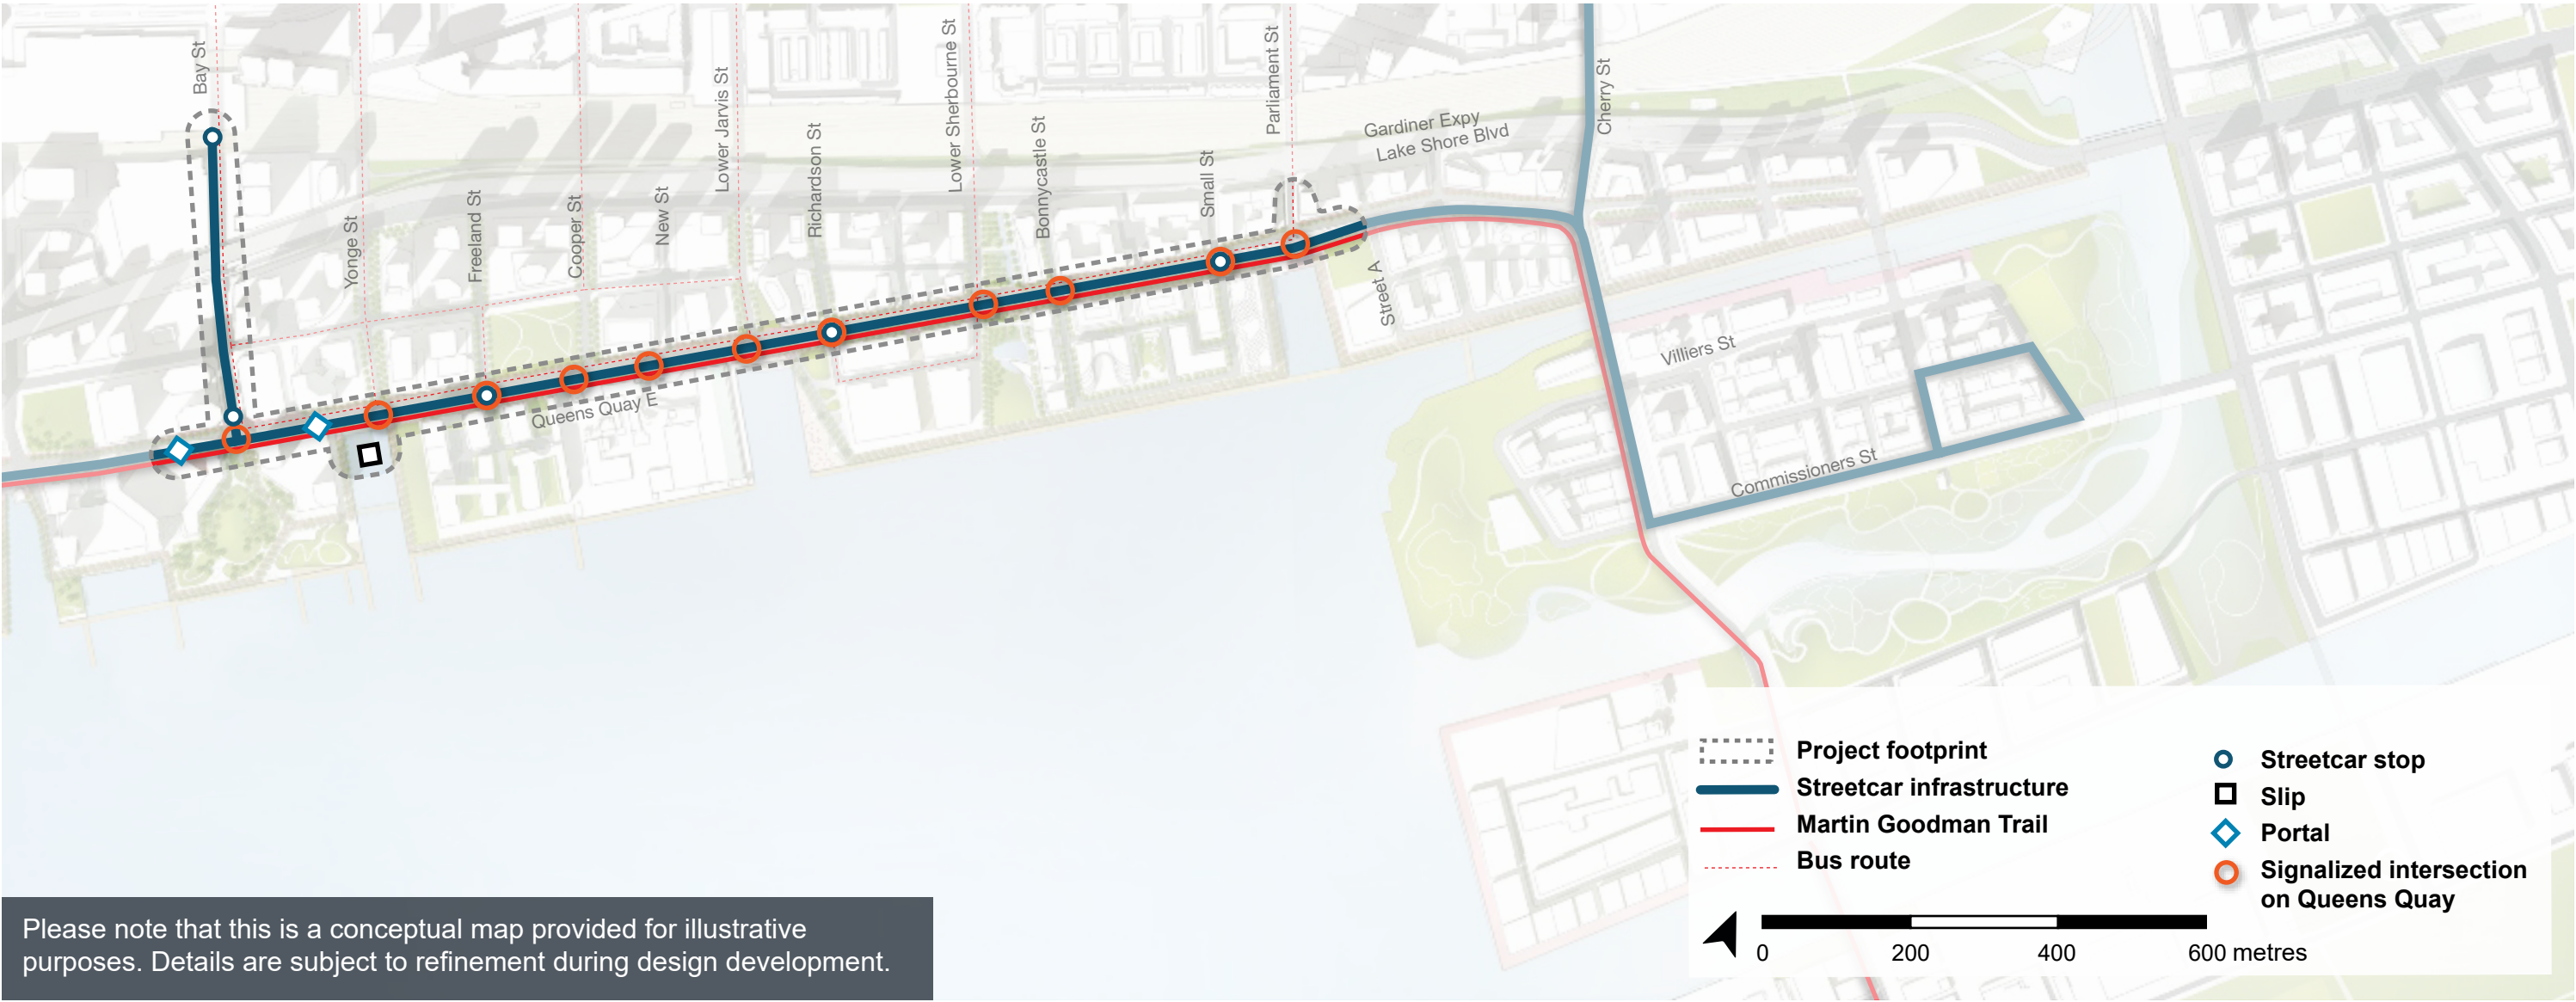 Bay St
Yonge St
Freeland St
Cooper St
New St
Lower Jarvis St
Richardson St
Lower Sherbourne St
Bonnycastle St
Small St
Parliament St
Gardiner Expy
Lake Shore Blvd
Cherry St
Street A
Queens Quay E
Villiers St
Commissioners St
Project footprint
Streetcar infrastructure
Martin Goodman Trail
Bus route
Streetcar stop
Slip
Portal
Signalized intersection
on Queens Quay
0 200 400 600 metres
Please note that this is a conceptual map provided for illustrative
purposes. Details are subject to refinement during design development.